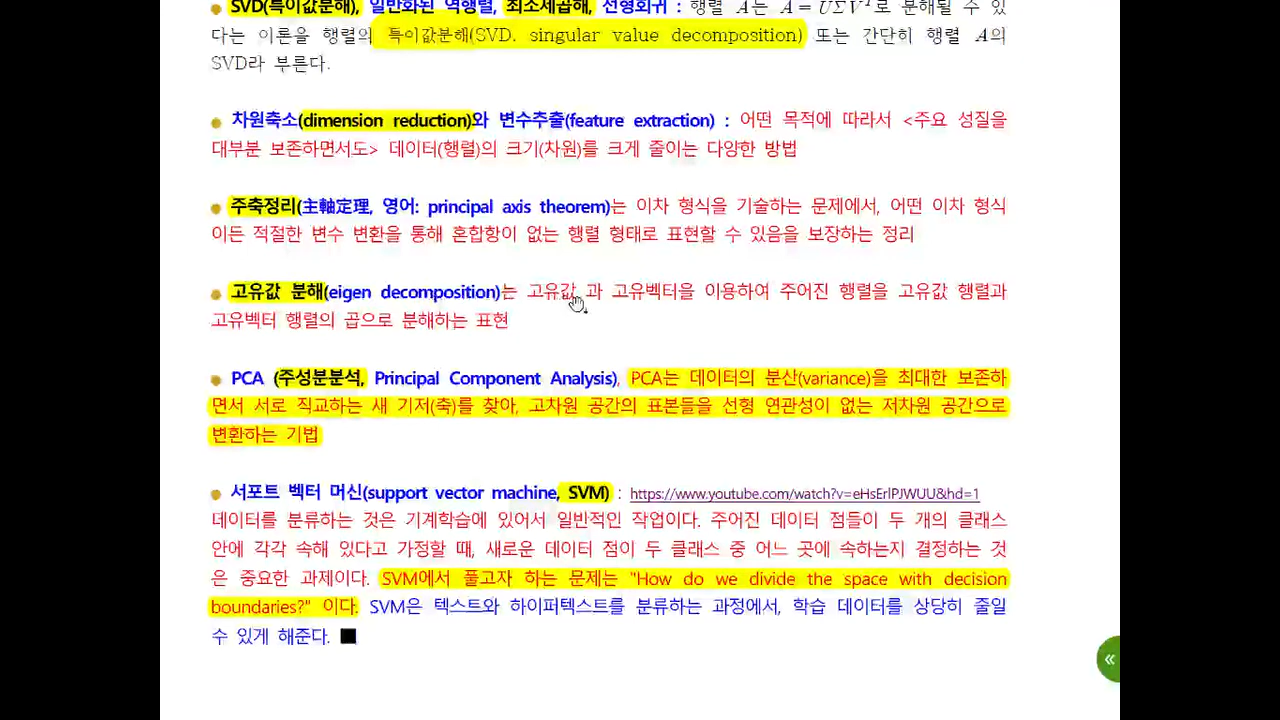 SVD(특이값분해), 일반화된 역행렬, 최소제곱해, 선형회귀 : 행렬 A는 A = UΣV^T로 분해될 수 있
다는 이론을 행렬의 특이값분해(SVD. singular value decomposition) 또는 간단히 행렬 A의
SVD라 부른다.
차원축소(dimension reduction)와 변수추출(feature extraction) : 어떤 목적에 따라서 <주요 성질을
대부분 보존하면서도> 데이터(행렬)의 크기(차원)를 크게 줄이는 다양한 방법
주축정리(主軸定理, 영어: principal axis theorem)는 이차 형식을 기술하는 문제에서, 어떤 이차 형식
이든 적절한 변수 변환을 통해 혼합항이 없는 행렬 형태로 표현할 수 있음을 보장하는 정리
고유값 분해(eigen decomposition)는 고유값 과 고유벡터을 이용하여 주어진 행렬을 고유값 행렬과
고유벡터 행렬의 곱으로 분해하는 표현
PCA (주성분분석, Principal Component Analysis), PCA는 데이터의 분산(variance)을 최대한 보존하
면서 서로 직교하는 새 기저(축)를 찾아, 고차원 공간의 표본들을 선형 연관성이 없는 저차원 공간으로
변환하는 기법
서포트 벡터 머신(support vector machine, SVM) : https://www.youtube.com/watch?v=eHsErlPJWUU&hd=1
데이터를 분류하는 것은 기계학습에 있어서 일반적인 작업이다. 주어진 데이터 점들이 두 개의 클래스
안에 각각 속해 있다고 가정할 때, 새로운 데이터 점이 두 클래스 중 어느 곳에 속하는지 결정하는 것
은 중요한 과제이다. SVM에서 풀고자 하는 문제는 "How do we divide the space with decision
boundaries?" 이다. SVM은 텍스트와 하이퍼텍스트를 분류하는 과정에서, 학습 데이터를 상당히 줄일
수 있게 해준다. ■
«